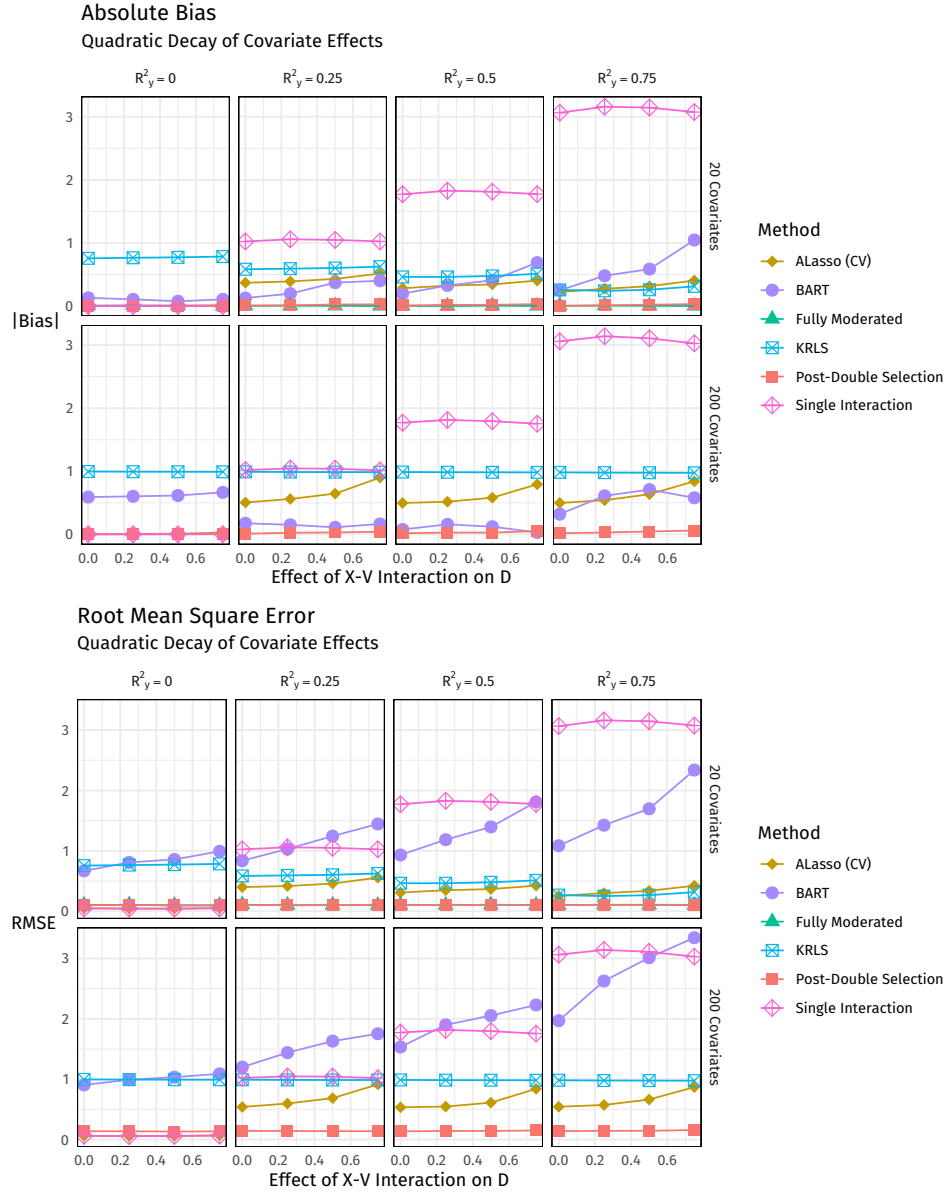 Absolute Bias
Quadratic Decay of Covariate Effects
R²y = 0 R²y = 0.25 R²y = 0.5 R²y = 0.75
3
2
1
0
20 Covariates
|Bias|
3
2
1
0
200 Covariates
0.0 0.2 0.4 0.6 0.0 0.2 0.4 0.6 0.0 0.2 0.4 0.6 0.0 0.2 0.4 0.6
Effect of X-V Interaction on D
Method
ALasso (CV)
BART
Fully Moderated
KRLS
Post-Double Selection
Single Interaction
Root Mean Square Error
Quadratic Decay of Covariate Effects
R²y = 0 R²y = 0.25 R²y = 0.5 R²y = 0.75
3
2
1
0
20 Covariates
RMSE
3
2
1
0
200 Covariates
0.0 0.2 0.4 0.6 0.0 0.2 0.4 0.6 0.0 0.2 0.4 0.6 0.0 0.2 0.4 0.6
Effect of X-V Interaction on D
Method
ALasso (CV)
BART
Fully Moderated
KRLS
Post-Double Selection
Single Interaction